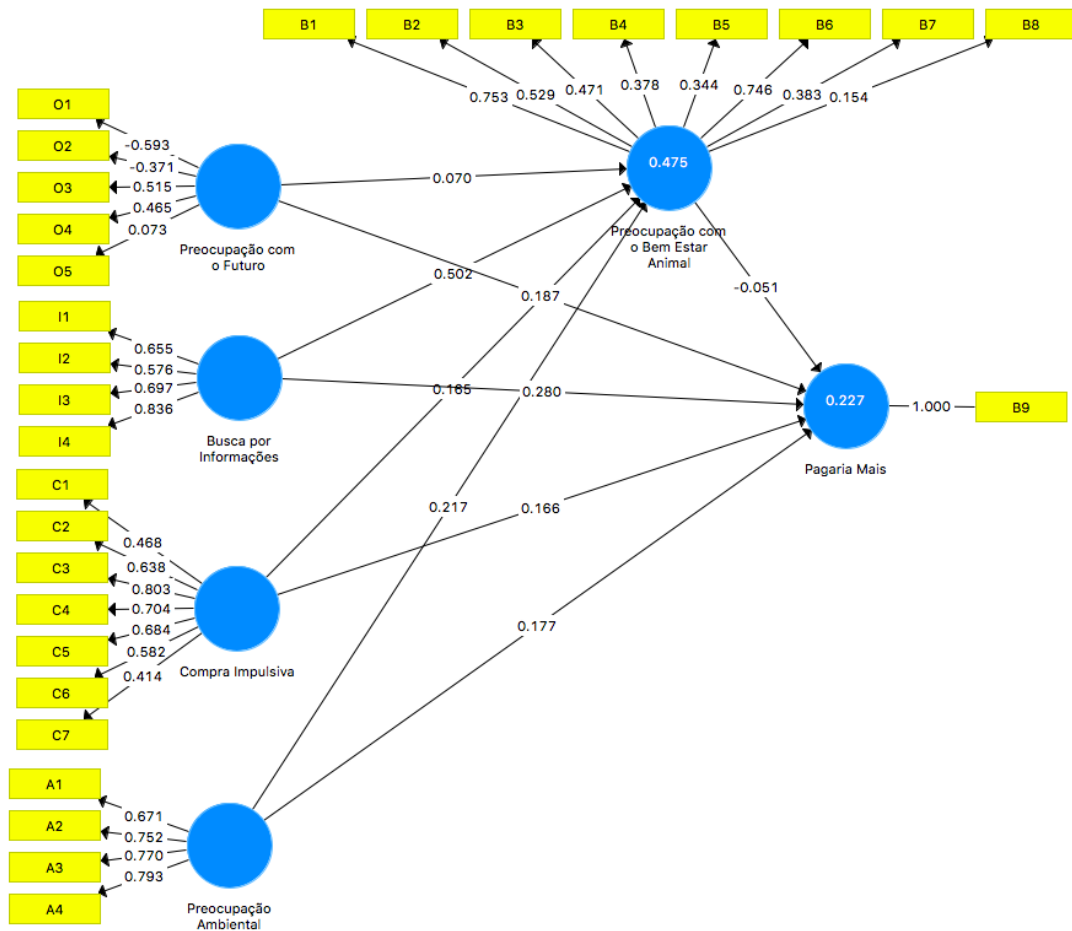 B1
B2
B3
B4
B5
B6
B7
B8
0.753
0.529
0.471
0.378
0.344
0.746
0.383
0.154
O1
O2
O3
O4
O5
-0.593
-0.371
0.515
0.465
0.073
Preocupação com
o Futuro
0.070
0.475
Preocupação com
o Bem Estar
Animal
0.502
0.187
-0.051
I1
I2
I3
I4
0.655
0.576
0.697
0.836
Busca por
Informações
0.165
0.280
0.227
Pagaria Mais
1.000
B9
C1
C2
C3
C4
C5
C6
C7
0.468
0.638
0.803
0.704
0.684
0.582
0.414
Compra Impulsiva
0.217
0.166
0.177
A1
A2
A3
A4
0.671
0.752
0.770
0.793
Preocupação
Ambiental